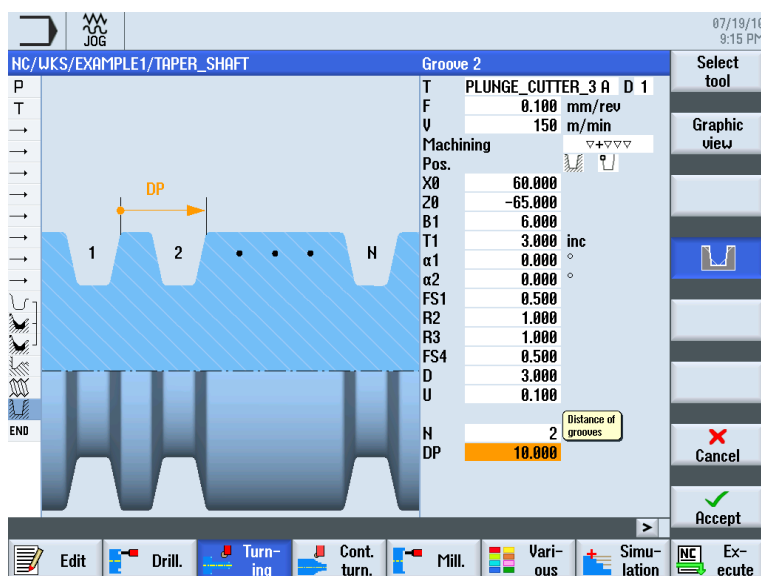 JOG
07/19/10
9:15 PM
NC/WKS/EXAMPLE1/TAPER_SHAFT
Groove 2
Select tool
P
T PLUNGE_CUTTER_3 A D 1
T
F 0.100 mm/rev
V 150 m/min
Graphic view
Machining ▽+▽▽▽
Pos.
X0 60.000
Z0 -65.000
B1 6.000
T1 3.000 inc
α1 0.000 °
α2 0.000 °
FS1 0.500
R2 1.000
R3 1.000
FS4 0.500
D 3.000
U 0.100
Distance of
grooves
N 2
DP 10.000
DP
1 2 • • • N
END
Cancel
Accept
>
Edit
Drill.
Turn-
ing
Cont.
turn.
Mill.
Vari-
ous
Simu-
lation
NC Ex-
ecute